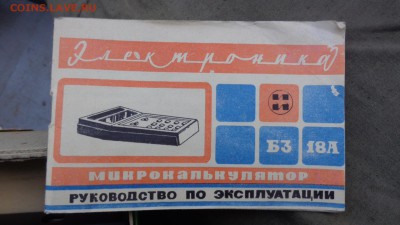 COINS.LAVE.RU
Электроника
Б3 18А
МИКРОКАЛЬКУЛЯТОР
РУКОВОДСТВО ПО ЭКСПЛУАТАЦИИ